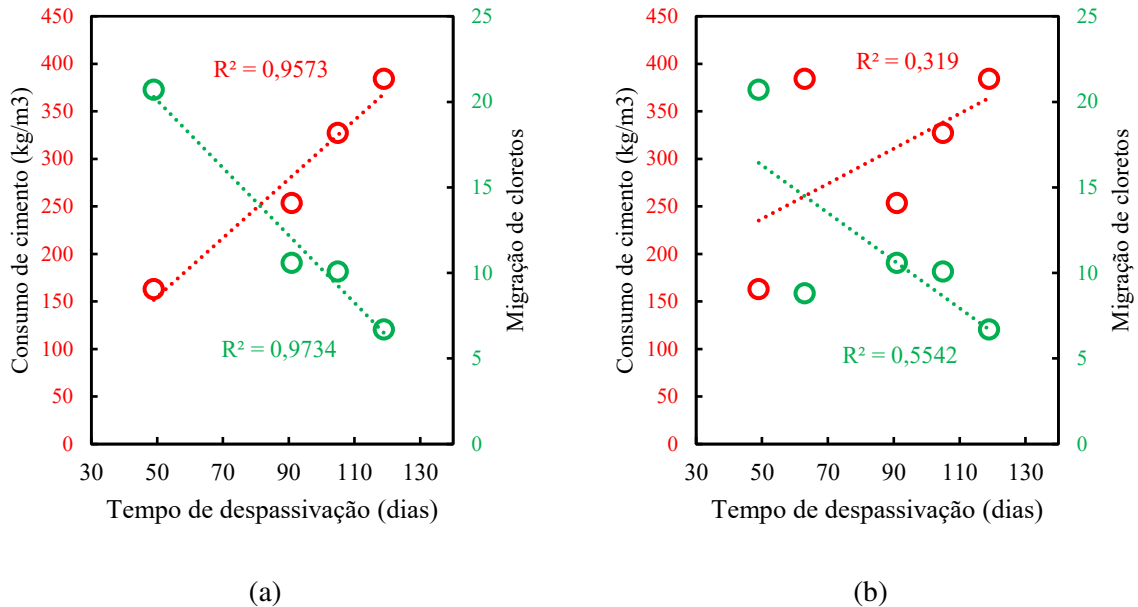 Consumo de cimento (kg/m3)
450
400
350
300
250
200
150
100
50
0
R² = 0,9573
R² = 0,9734
25
20
15
10
5
0
Migração de cloretos
30 50 70 90 110 130
Tempo de despassivação (dias)
(a)
Consumo de cimento (kg/m3)
450
400
350
300
250
200
150
100
50
0
R² = 0,319
R² = 0,5542
25
20
15
10
5
0
Migração de cloretos
30 50 70 90 110 130
Tempo de despassivação (dias)
(b)